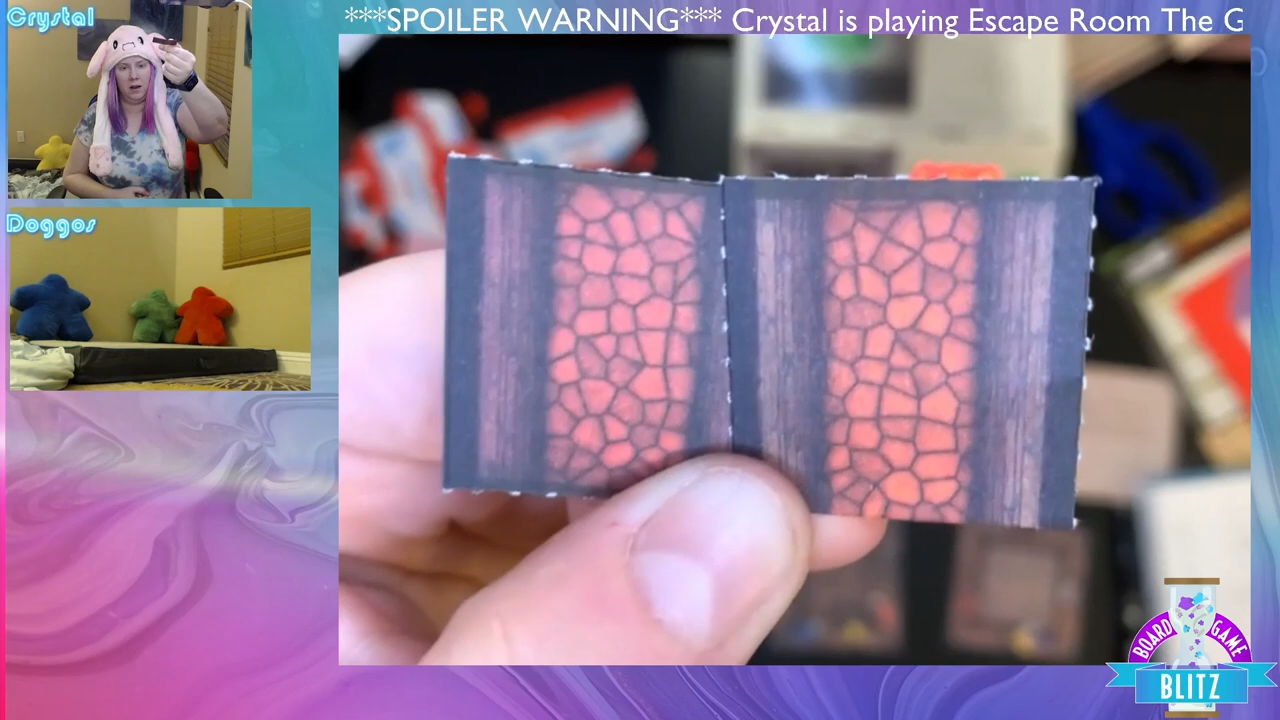 Crystal
***SPOILER WARNING*** Crystal is playing Escape Room The G
Doggos
BOARD GAME
BLITZ